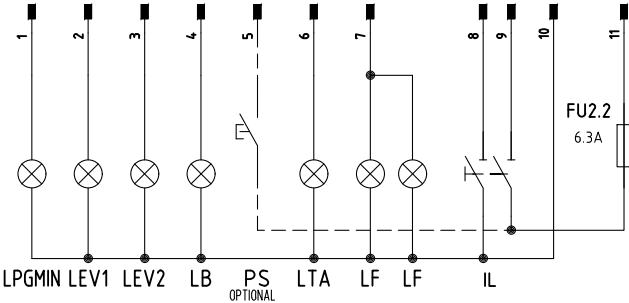 1 2 3 4 5 6 7 8 9 10 11
FU2.2
6.3A
LPGMIN LEV1 LEV2 LB PS LTA LF LF IL
OPTIONAL